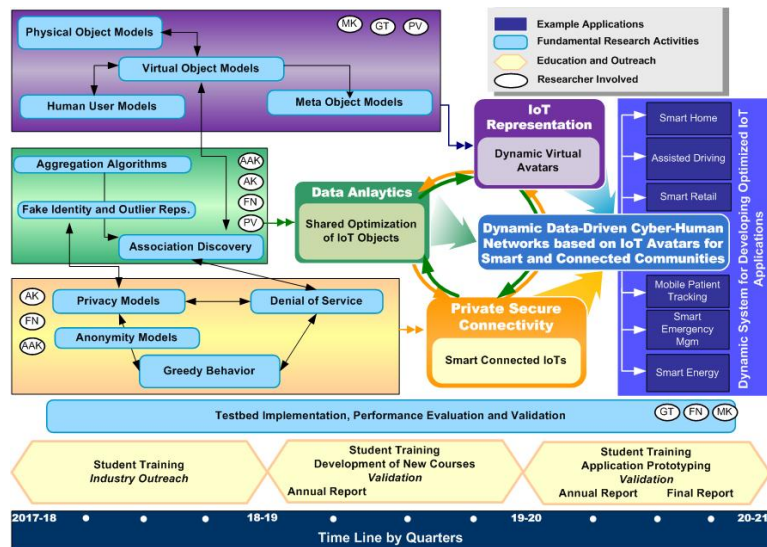 Physical Object Models
MK
GT
PV
Virtual Object Models
Human User Models
Meta Object Models
Example Applications
Fundamental Research Activities
Education and Outreach
Researcher Involved
Aggregation Algorithms
AAK
AK
Fake Identity and Outlier Reps.
FN
PV
Association Discovery
Data Anlaytics
Shared Optimization
of IoT Objects
IoT
Representation
Dynamic Virtual
Avatars
Dynamic Data-Driven Cyber-Human
Networks based on IoT Avatars for
Smart and Connected Communities
Private Secure
Connectivity
Smart Connected IoTs
Smart Home
Assisted Driving
Smart Retail
Mobile Patient
Tracking
Smart
Emergency
Mgm
Smart Energy
Dynamic System for Developing Optimized IoT
Applications
AK
Privacy Models
Denial of Service
FN
Anonymity Models
AAK
Greedy Behavior
Testbed Implementation, Performance Evaluation and Validation
GT
FN
MK
Student Training
Industry Outreach
Student Training
Development of New Courses
Validation
Annual Report
Student Training
Application Prototyping
Validation
Annual Report
Final Report
2017-18
18-19
19-20
20-21
Time Line by Quarters